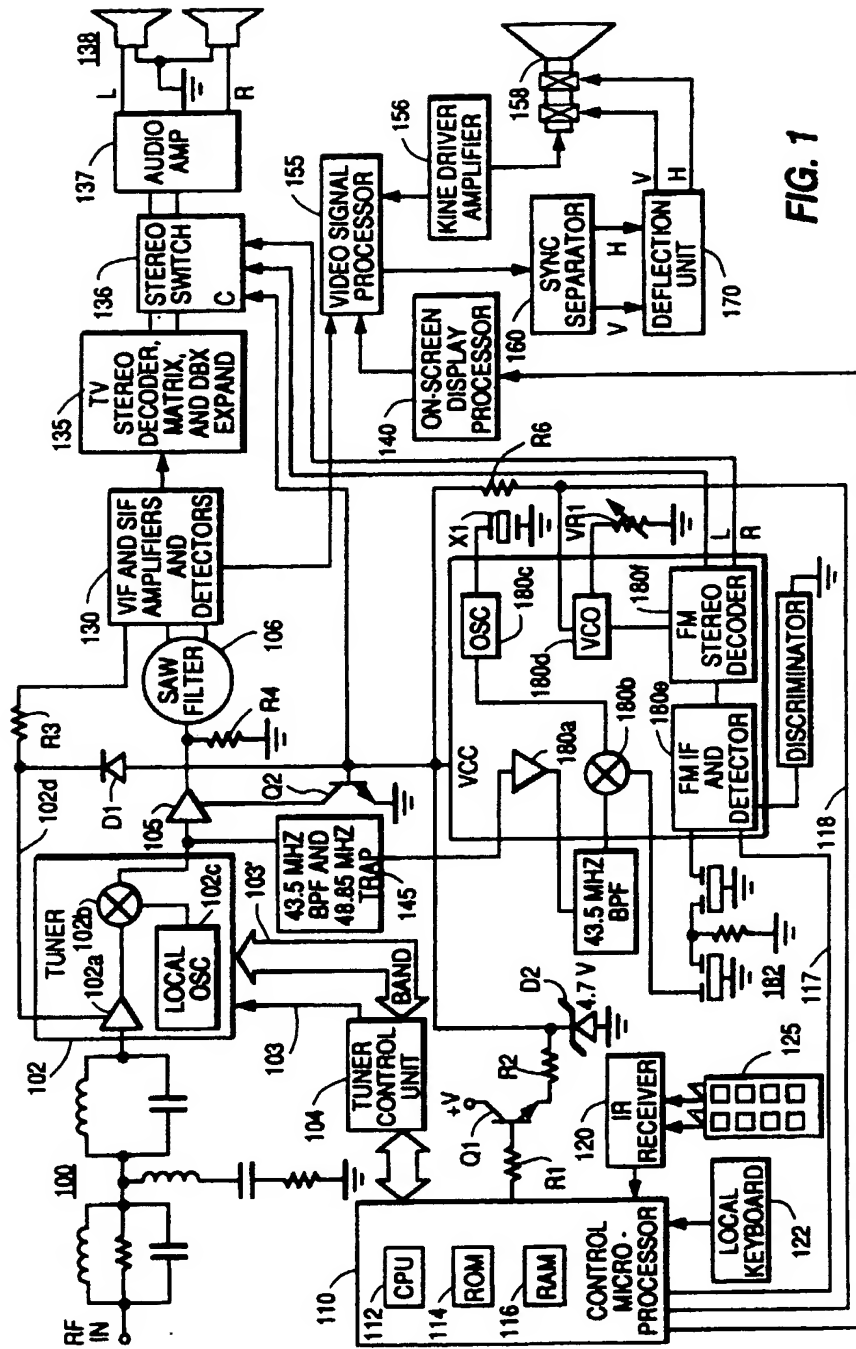 RF
IN
100
102
102a
TUNER
102b
LOCAL
OSC
102c
102d
103
103'
BAND
TUNER
CONTROL
UNIT
104
105
R3
D1
Q2
R4
SAW
FILTER
106
VIF AND SIF
AMPLIFIERS
AND
DETECTORS
130
TV
STEREO
DECODER,
MATRIX,
AND DBX
EXPAND
135
STEREO
SWITCH
C
136
AUDIO
AMP
137
L
R
138
43.5 MHZ
BPF AND
48.85 MHZ
TRAP
145
VIDEO SIGNAL
PROCESSOR
155
KINE DRIVER
AMPLIFIER
156
158
ON-SCREEN
DISPLAY
PROCESSOR
140
SYNC
SEPARATOR
160
V
H
DEFLECTION
UNIT
170
V
H
110
CPU
112
ROM
114
RAM
116
CONTROL
MICRO-
PROCESSOR
R1
Q1
+V
R2
D2
4.7 V
IR
RECEIVER
120
LOCAL
KEYBOARD
122
125
VCC
180a
43.5 MHZ
BPF
180b
OSC
180c
X1
R6
VCO
180d
VR1
FM IF
AND
DETECTOR
180e
FM
STEREO
DECODER
180f
L
R
DISCRIMINATOR
182
117
118
FIG. 1